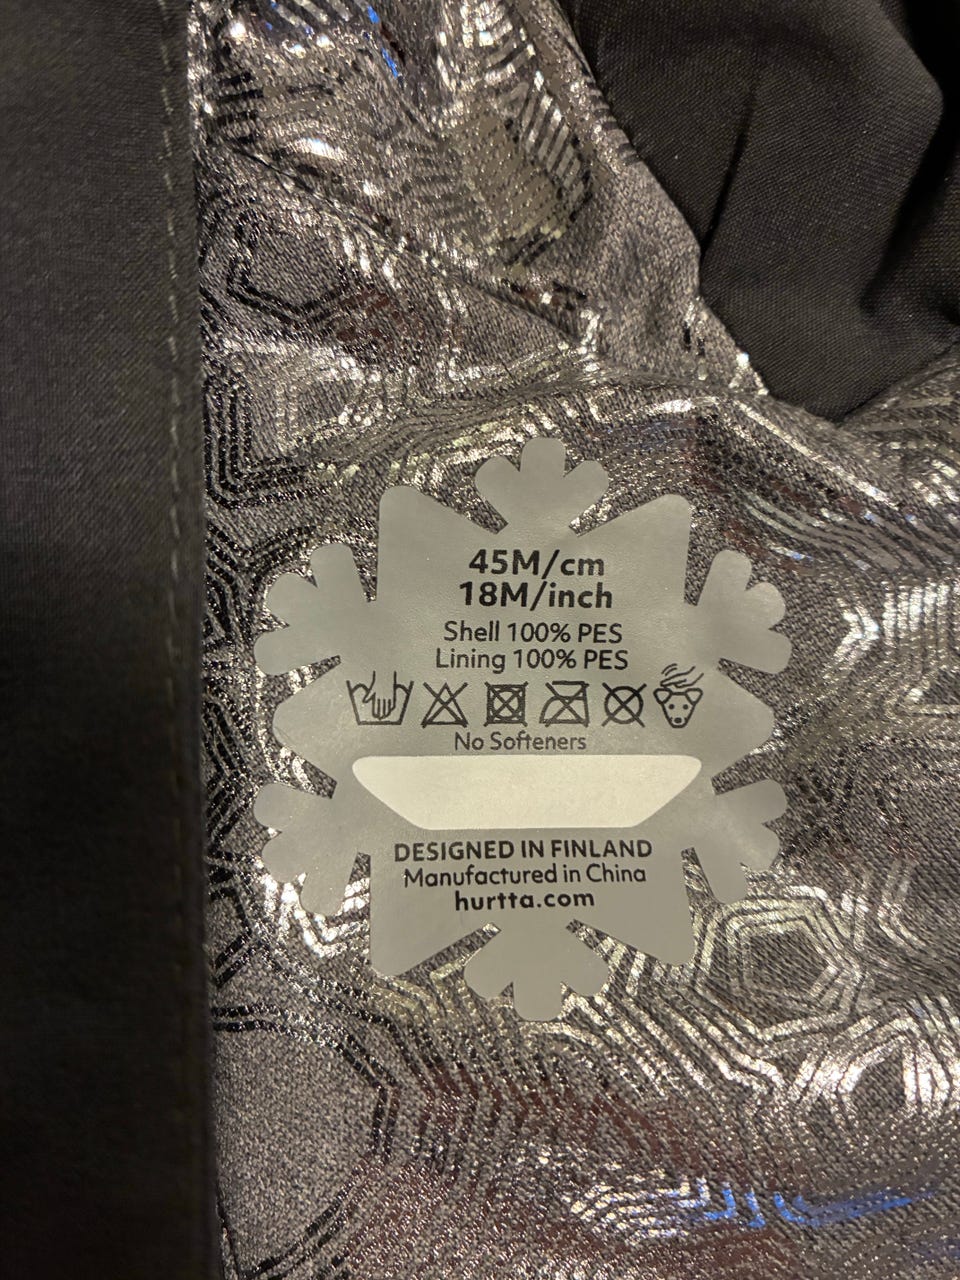 45M/cm
18M/inch
Shell 100% PES
Lining 100% PES
No Softeners
DESIGNED IN FINLAND
Manufactured in China
hurtta.com